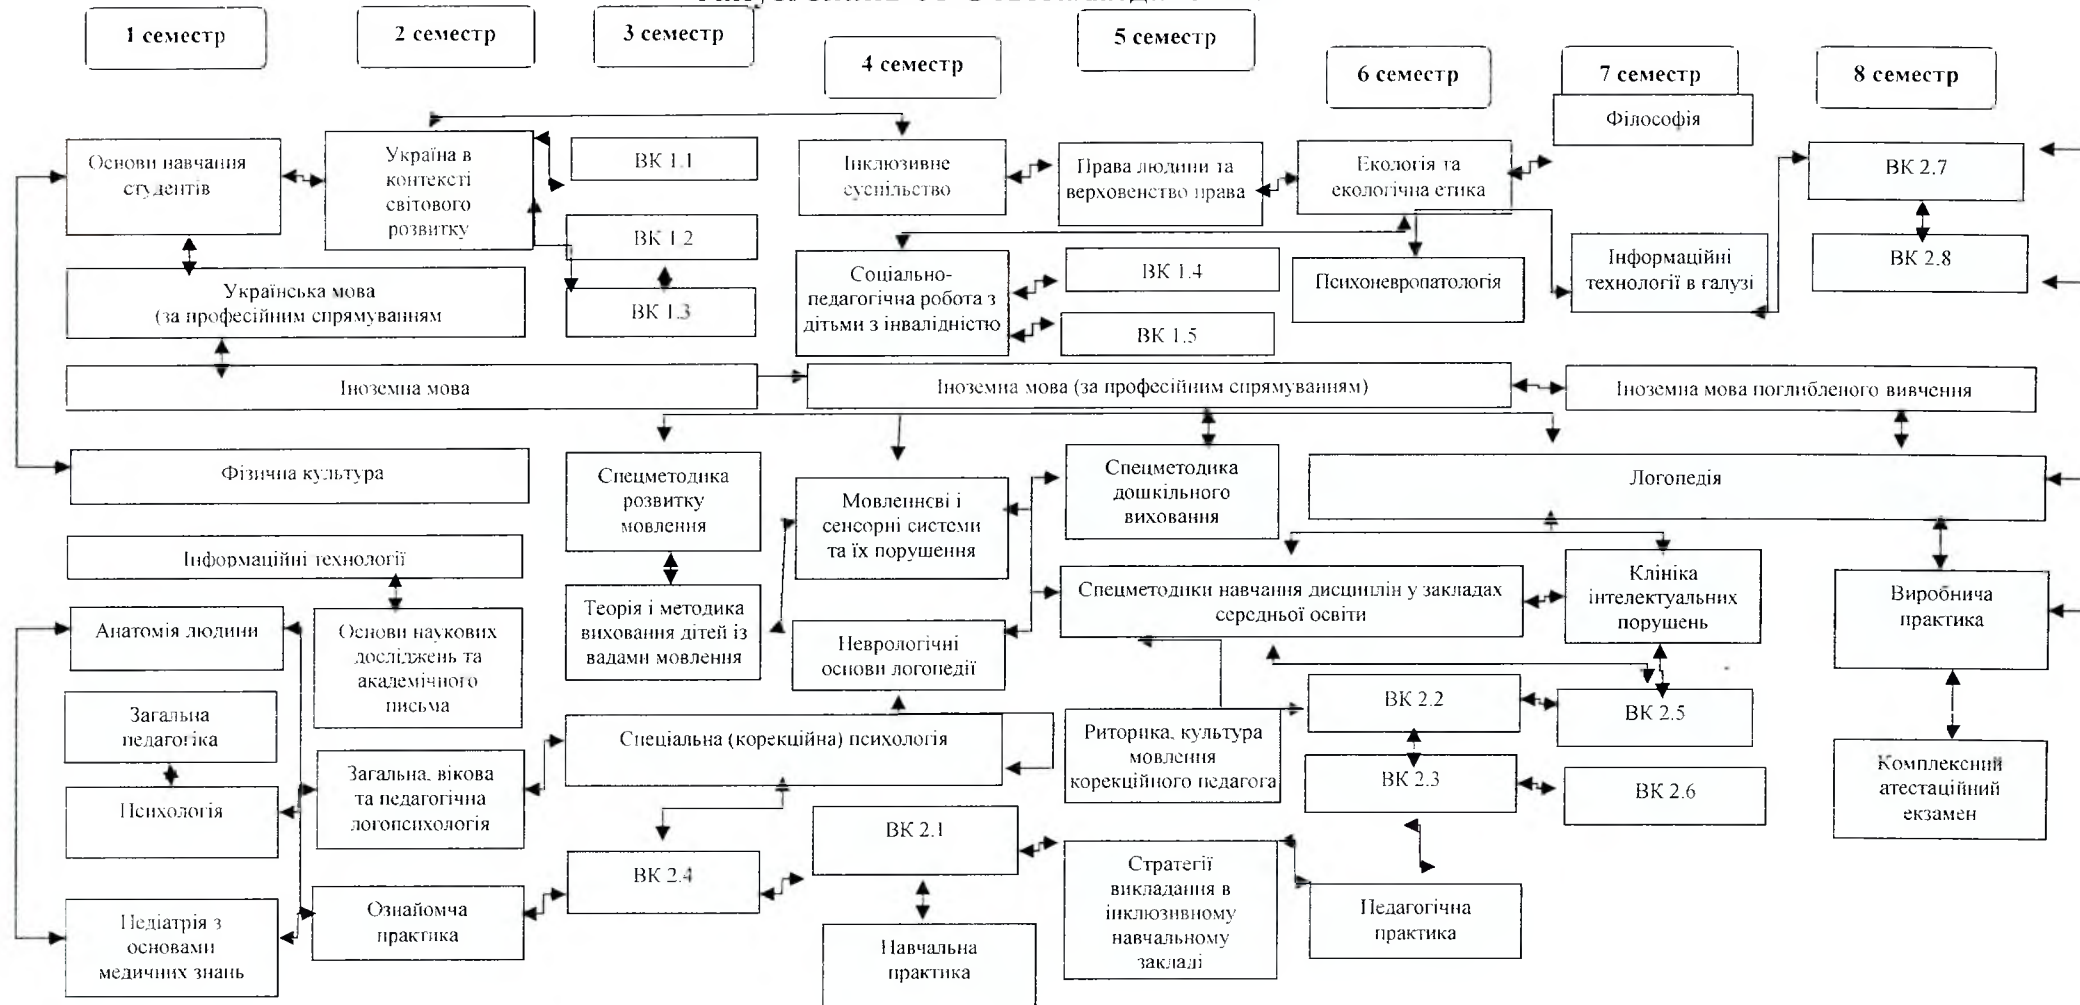 1 семестр
2 семестр
3 семестр
4 семестр
5 семестр
6 семестр
7 семестр
8 семестр
Основи навчання
студентів
Україна в
контексті
світового
розвитку
ВК 1.1
ВК 1.2
ВК 1.3
Інклюзивне
суспільство
Права людини та
верховенство права
Екологія та
екологічна етика
Філософія
ВК 2.7
ВК 2.8
Українська мова
(за професійним спрямуванням
Соціально-
педагогічна робота з
дітьми з інвалідністю
ВК 1.4
ВК 1.5
Психоневропатологія
Інформаційні
технології в галузі
Іноземна мова
Іноземна мова (за професійним спрямуванням)
Іноземна мова поглибленого вивчення
Фізична культура
Спецметодика
розвитку
мовлення
Мовленнєві і
сенсорні системи
та їх порушення
Спецметодика
дошкільного
виховання
Логопедія
Інформаційні технології
Анатомія людини
Основи наукових
досліджень та
академічного
письма
Теорія і методика
виховання дітей із
вадами мовлення
Неврологічні
основи логопедії
Спецметодики навчання дисциплін у закладах
середньої освіти
Клініка
інтелектуальних
порушень
Виробнича
практика
Загальна
педагогіка
Психологія
Загальна, вікова
та педагогічна
логопсихологія
Спеціальна (корекційна) психологія
Риторика, культура
мовлення
корекційного педагога
ВК 2.2
ВК 2.3
ВК 2.5
ВК 2.6
Комплексний
атестаційний
екзамен
Педіатрія з
основами
медичних знань
Ознайомча
практика
ВК 2.4
ВК 2.1
Навчальна
практика
Стратегії
викладання в
інклюзивному
навчальному
закладі
Педагогічна
практика